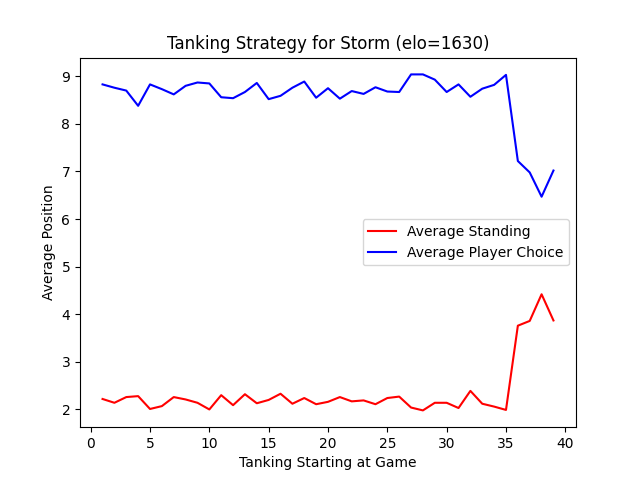 Tanking Strategy for Storm (elo=1630)
Average Position
9
8
7
6
5
4
3
2
Average Standing
Average Player Choice
0 5 10 15 20 25 30 35 40
Tanking Starting at Game